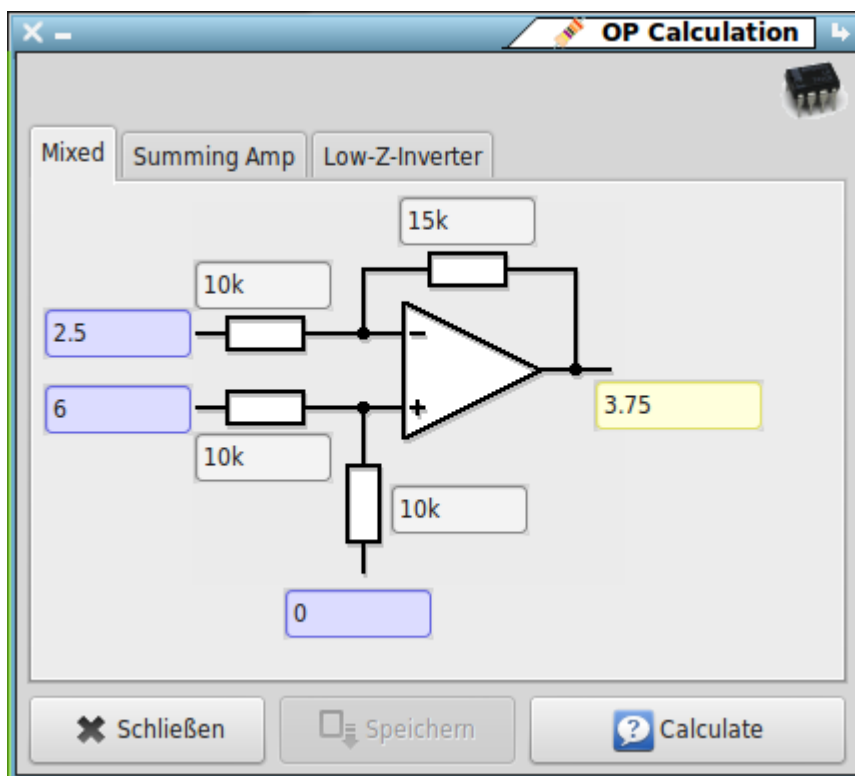 OP Calculation
Mixed
Summing Amp
Low-Z-Inverter
15k
10k
2.5
-
6
+
3.75
10k
10k
0
Schließen
Speichern
? Calculate